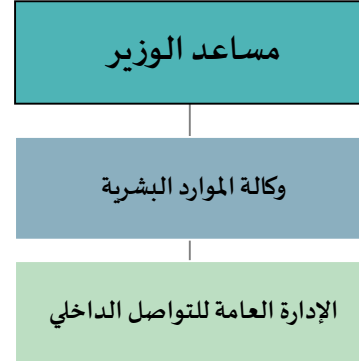 مساعد الوزير
وكالة الموارد البشرية
الإدارة العامة للتواصل الداخلي